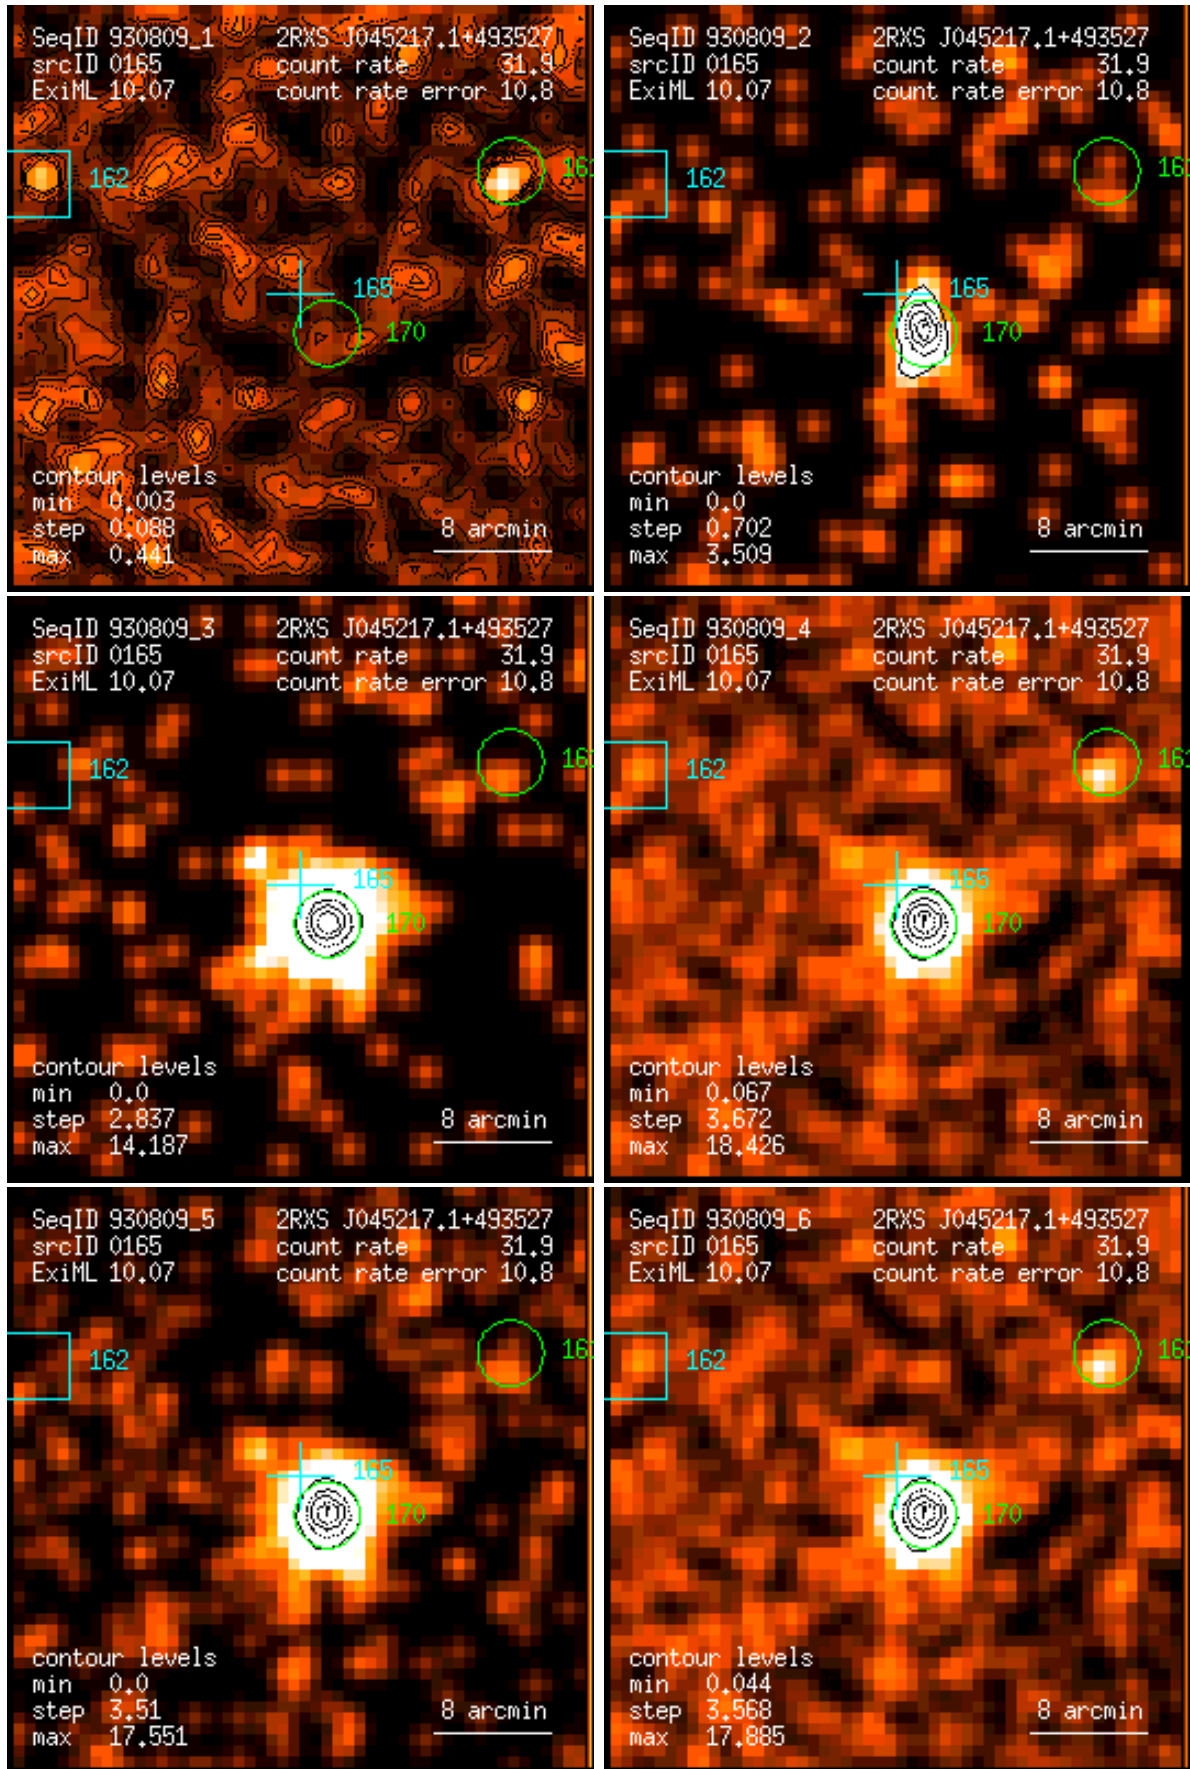 SeqID 930809_1 2RXS J045217.1+493527
srcID 0165 count rate 31.9
ExiML 10.07 count rate error 10.8
162
165
170
contour levels
min 0.003
step 0.088
max 0.441
8 arcmin
SeqID 930809_2 2RXS J045217.1+493527
srcID 0165 count rate 31.9
ExiML 10.07 count rate error 10.8
162
165
170
contour levels
min 0.0
step 0.702
max 3.509
8 arcmin
SeqID 930809_3 2RXS J045217.1+493527
srcID 0165 count rate 31.9
ExiML 10.07 count rate error 10.8
162
165
170
contour levels
min 0.0
step 2.837
max 14.187
8 arcmin
SeqID 930809_4 2RXS J045217.1+493527
srcID 0165 count rate 31.9
ExiML 10.07 count rate error 10.8
162
165
170
contour levels
min 0.067
step 3.672
max 18.426
8 arcmin
SeqID 930809_5 2RXS J045217.1+493527
srcID 0165 count rate 31.9
ExiML 10.07 count rate error 10.8
162
165
170
contour levels
min 0.0
step 3.51
max 17.551
8 arcmin
SeqID 930809_6 2RXS J045217.1+493527
srcID 0165 count rate 31.9
ExiML 10.07 count rate error 10.8
162
165
170
contour levels
min 0.044
step 3.568
max 17.885
8 arcmin